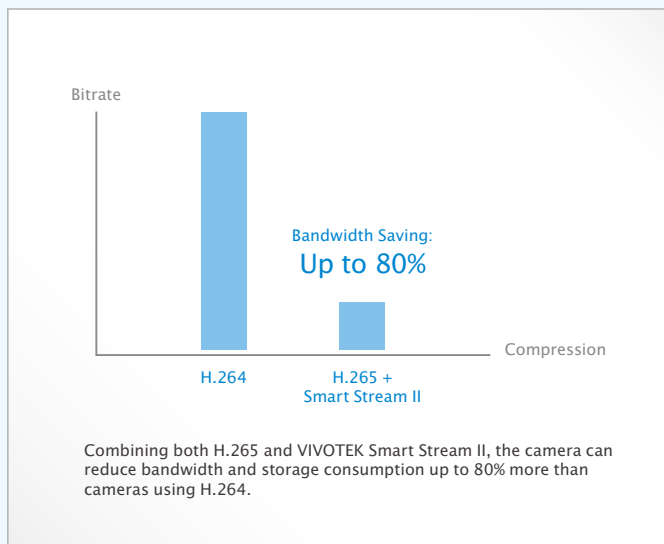 Bitrate
Bandwidth Saving:
Up to 80%
Compression
H.264
H.265 +
Smart Stream II
Combining both H.265 and VIVOTEK Smart Stream II, the camera can
reduce bandwidth and storage consumption up to 80% more than
cameras using H.264.